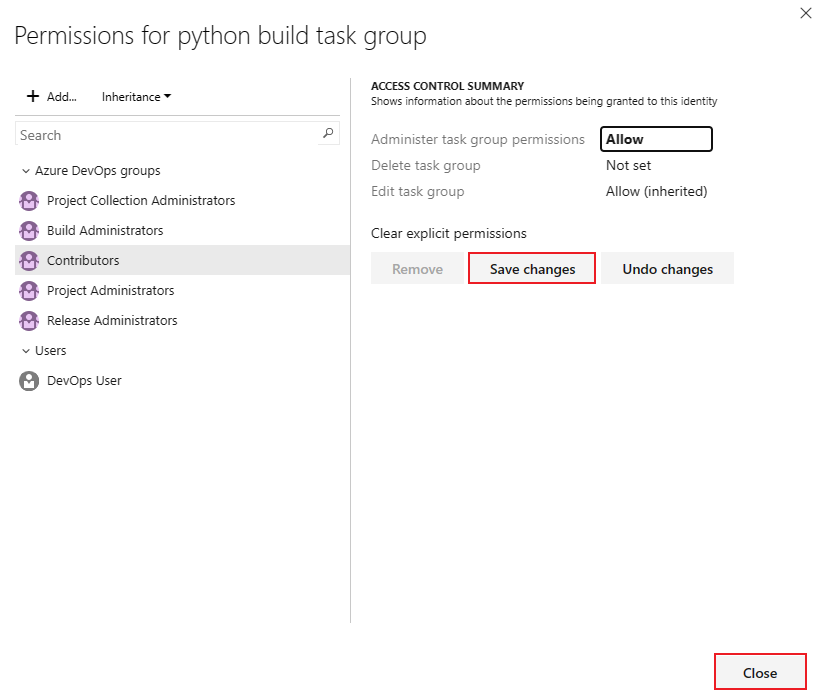 Permissions for python build task group
Add...
Inheritance
Search
Azure DevOps groups
Project Collection Administrators
Build Administrators
Contributors
Project Administrators
Release Administrators
Users
DevOps User
ACCESS CONTROL SUMMARY
Shows information about the permissions being granted to this identity
Administer task group permissions Allow
Delete task group Not set
Edit task group Allow (inherited)
Clear explicit permissions
Remove Save changes Undo changes
Close